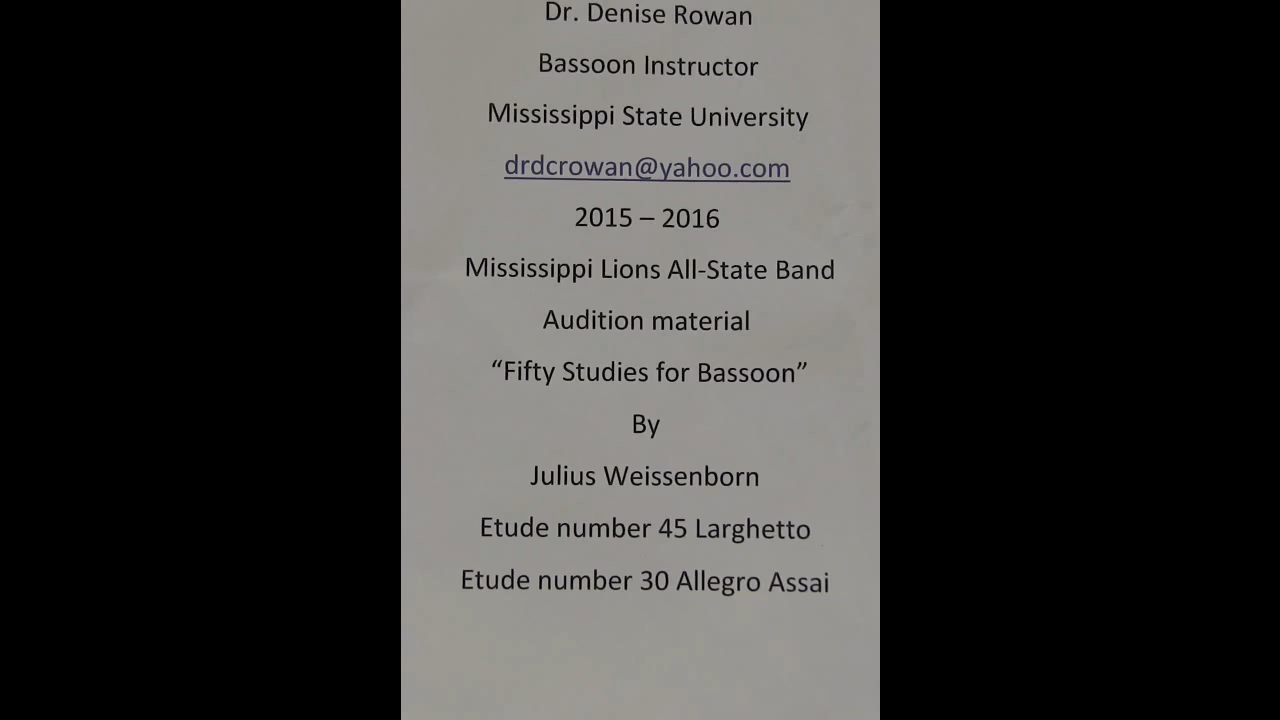 Dr. Denise Rowan
Bassoon Instructor
Mississippi State University
drdcrowan@yahoo.com
2015 – 2016
Mississippi Lions All-State Band
Audition material
“Fifty Studies for Bassoon”
By
Julius Weissenborn
Etude number 45 Larghetto
Etude number 30 Allegro Assai